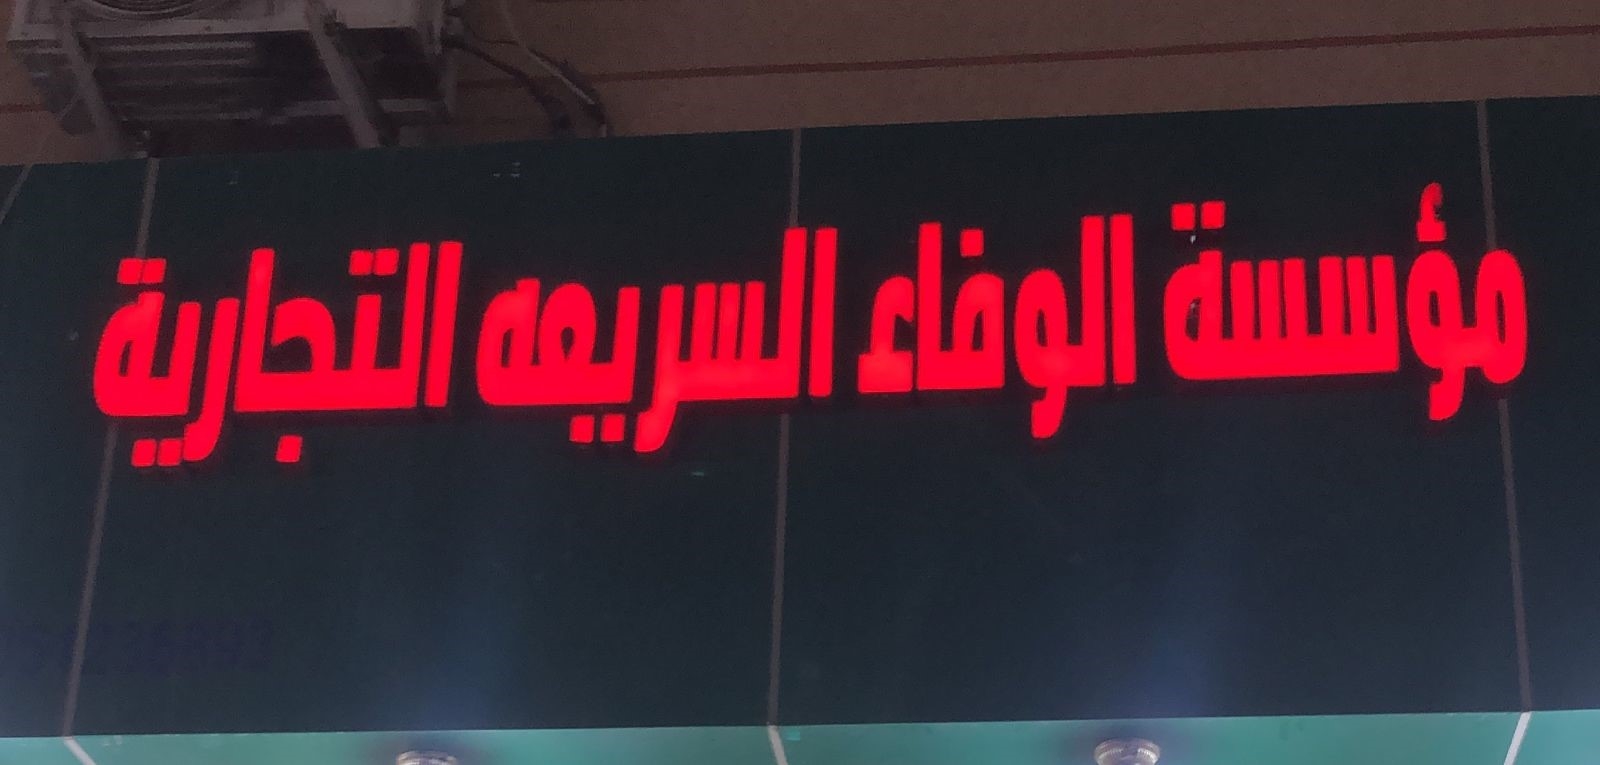 مؤسسة الوفاء السريعه التجارية